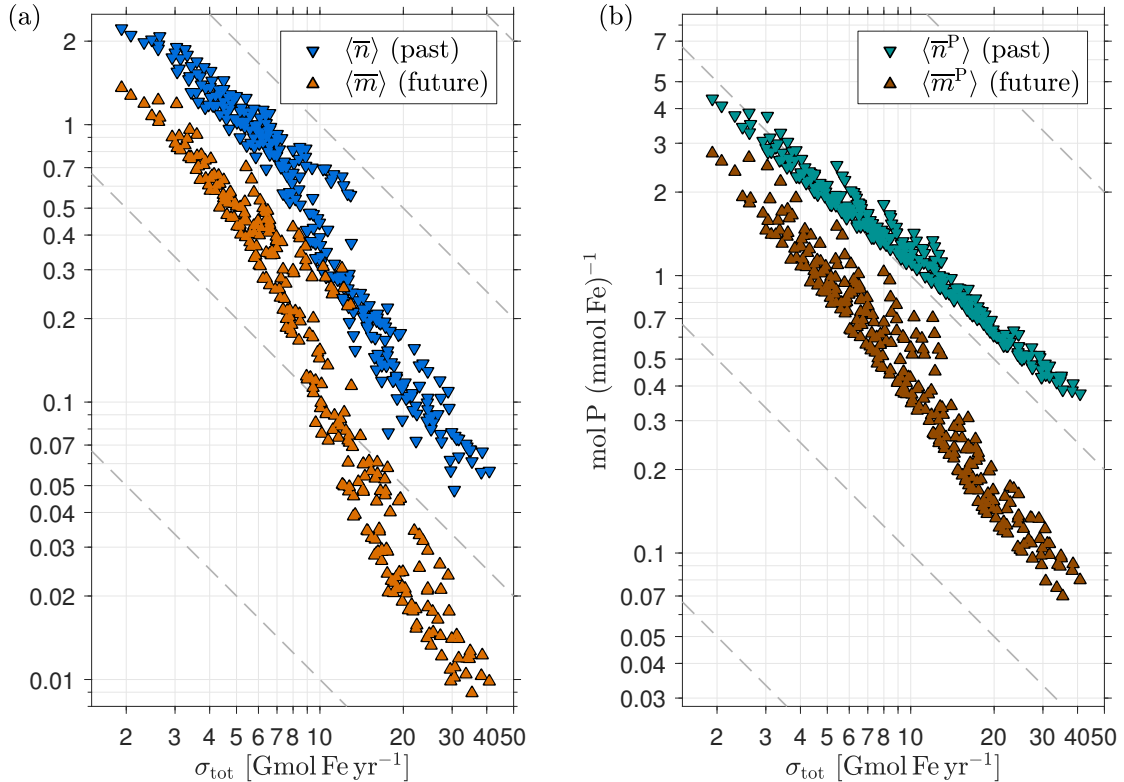 (a)
⟨n̅⟩ (past)
⟨m̅⟩ (future)
2
1
0.7
0.5
0.4
0.3
0.2
0.1
0.07
0.05
0.04
0.03
0.02
0.01
2 3 4 5 6 7 8 10 20 30 40 50
σtot [Gmol Fe yr⁻¹]
(b)
⟨n̅ᴾ⟩ (past)
⟨m̅ᴾ⟩ (future)
mol P (mmol Fe)⁻¹
7
5
4
3
2
1
0.7
0.5
0.4
0.3
0.2
0.1
0.07
0.05
0.04
0.03
2 3 4 5 6 7 8 10 20 30 40 50
σtot [Gmol Fe yr⁻¹]